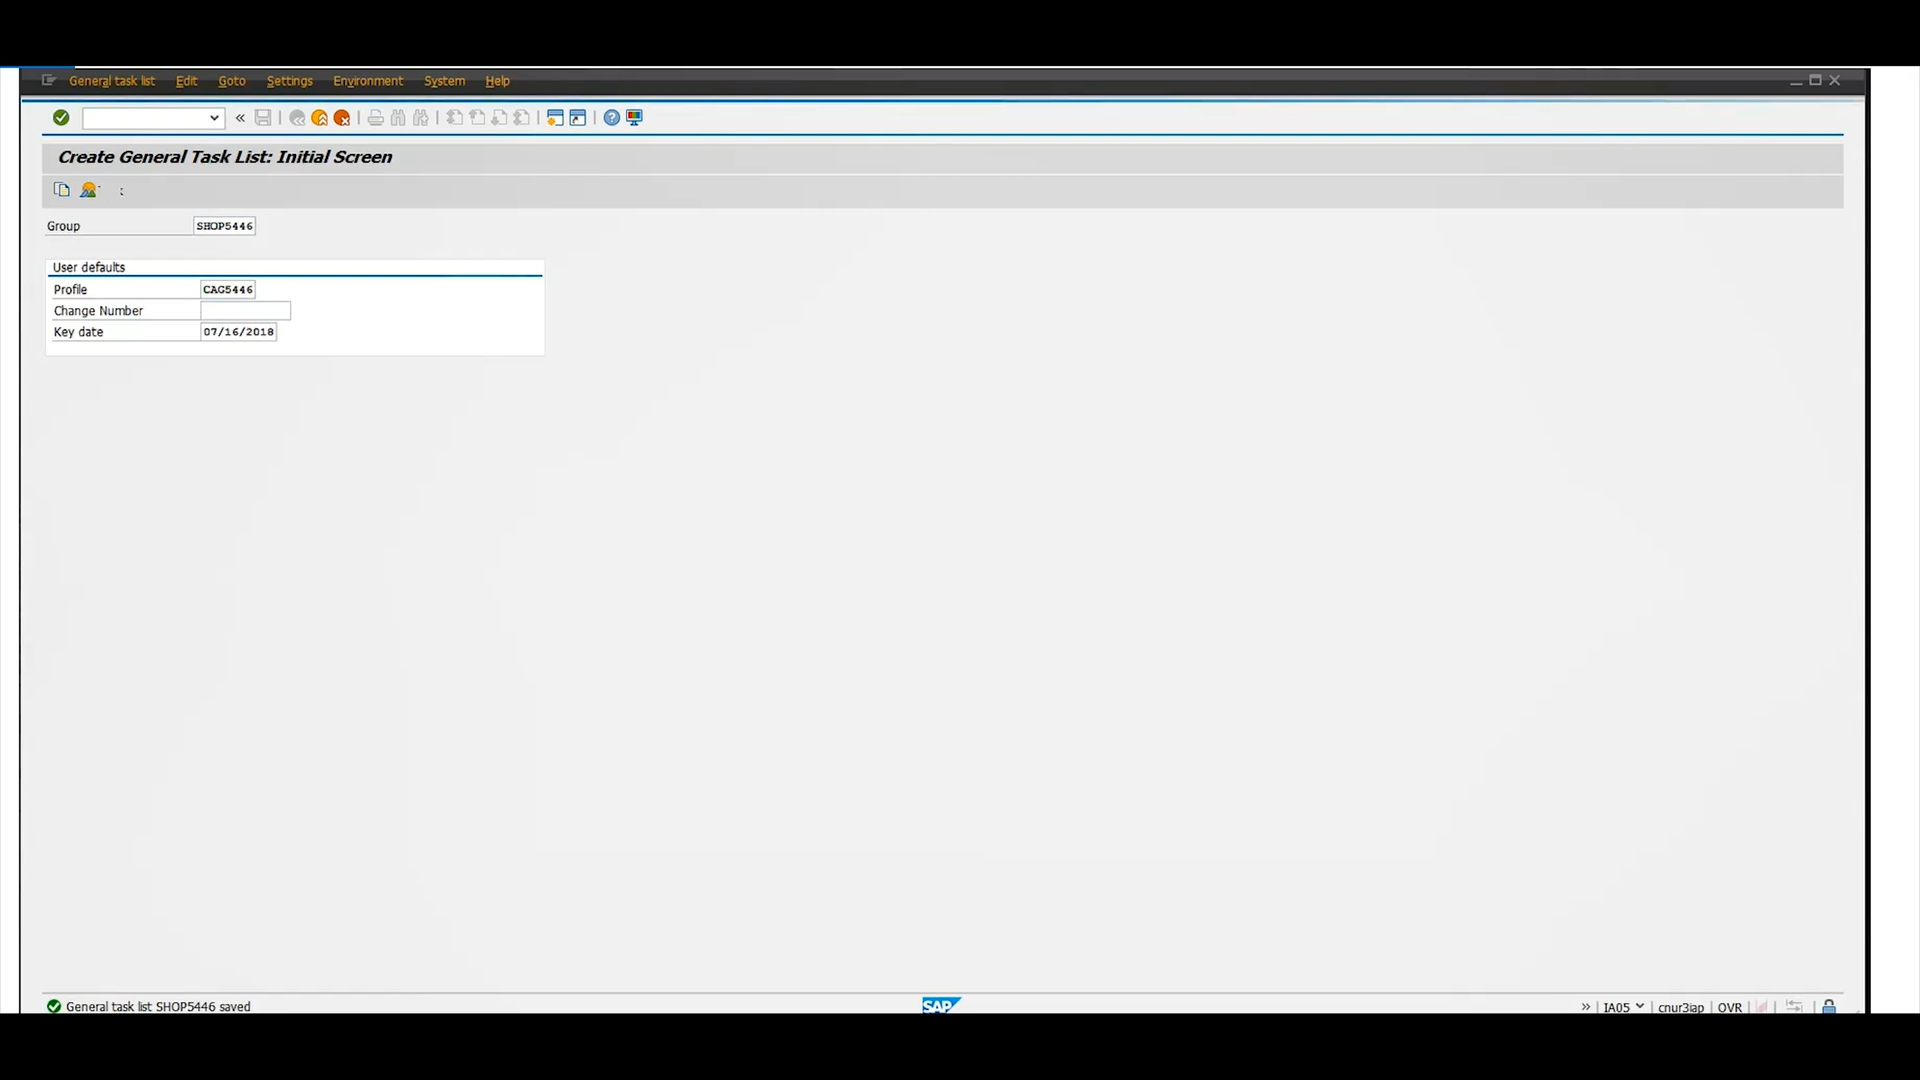 General task list Edit Goto Settings Environment System Help
Create General Task List: Initial Screen
Group SHOP5446
User defaults
Profile CAG5446
Change Number
Key date 07/16/2018
General task list SHOP5446 saved
SAP
IA05 cnur3iap OVR